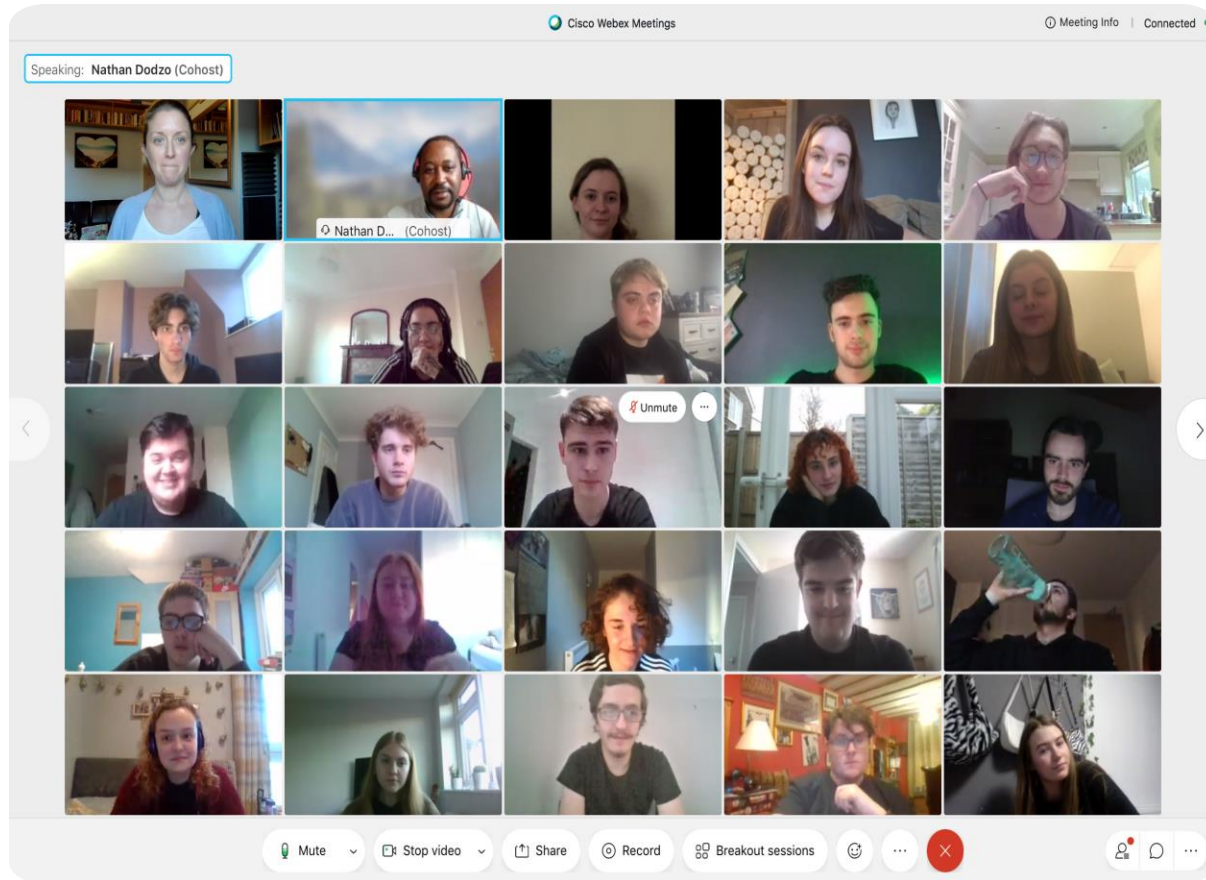 Cisco Webex Meetings
Meeting Info | Connected
Speaking: Nathan Dodzo (Cohost)
Nathan D... (Cohost)
Unmute ...
Mute
Stop video
Share
Record
Breakout sessions
...
...